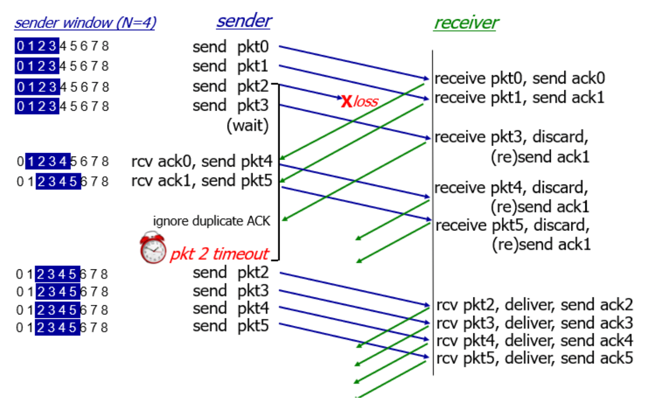 sender window (N=4) sender receiver
0 1 2 3 4 5 6 7 8 send pkt0
0 1 2 3 4 5 6 7 8 send pkt1
receive pkt0, send ack0
0 1 2 3 4 5 6 7 8 send pkt2
X loss
receive pkt1, send ack1
0 1 2 3 4 5 6 7 8 send pkt3
(wait)
receive pkt3, discard,
(re)send ack1
0 1 2 3 4 5 6 7 8 rcv ack0, send pkt4
0 1 2 3 4 5 6 7 8 rcv ack1, send pkt5
receive pkt4, discard,
(re)send ack1
ignore duplicate ACK
receive pkt5, discard,
(re)send ack1
pkt 2 timeout
0 1 2 3 4 5 6 7 8 send pkt2
0 1 2 3 4 5 6 7 8 send pkt3
0 1 2 3 4 5 6 7 8 send pkt4
0 1 2 3 4 5 6 7 8 send pkt5
rcv pkt2, deliver, send ack2
rcv pkt3, deliver, send ack3
rcv pkt4, deliver, send ack4
rcv pkt5, deliver, send ack5